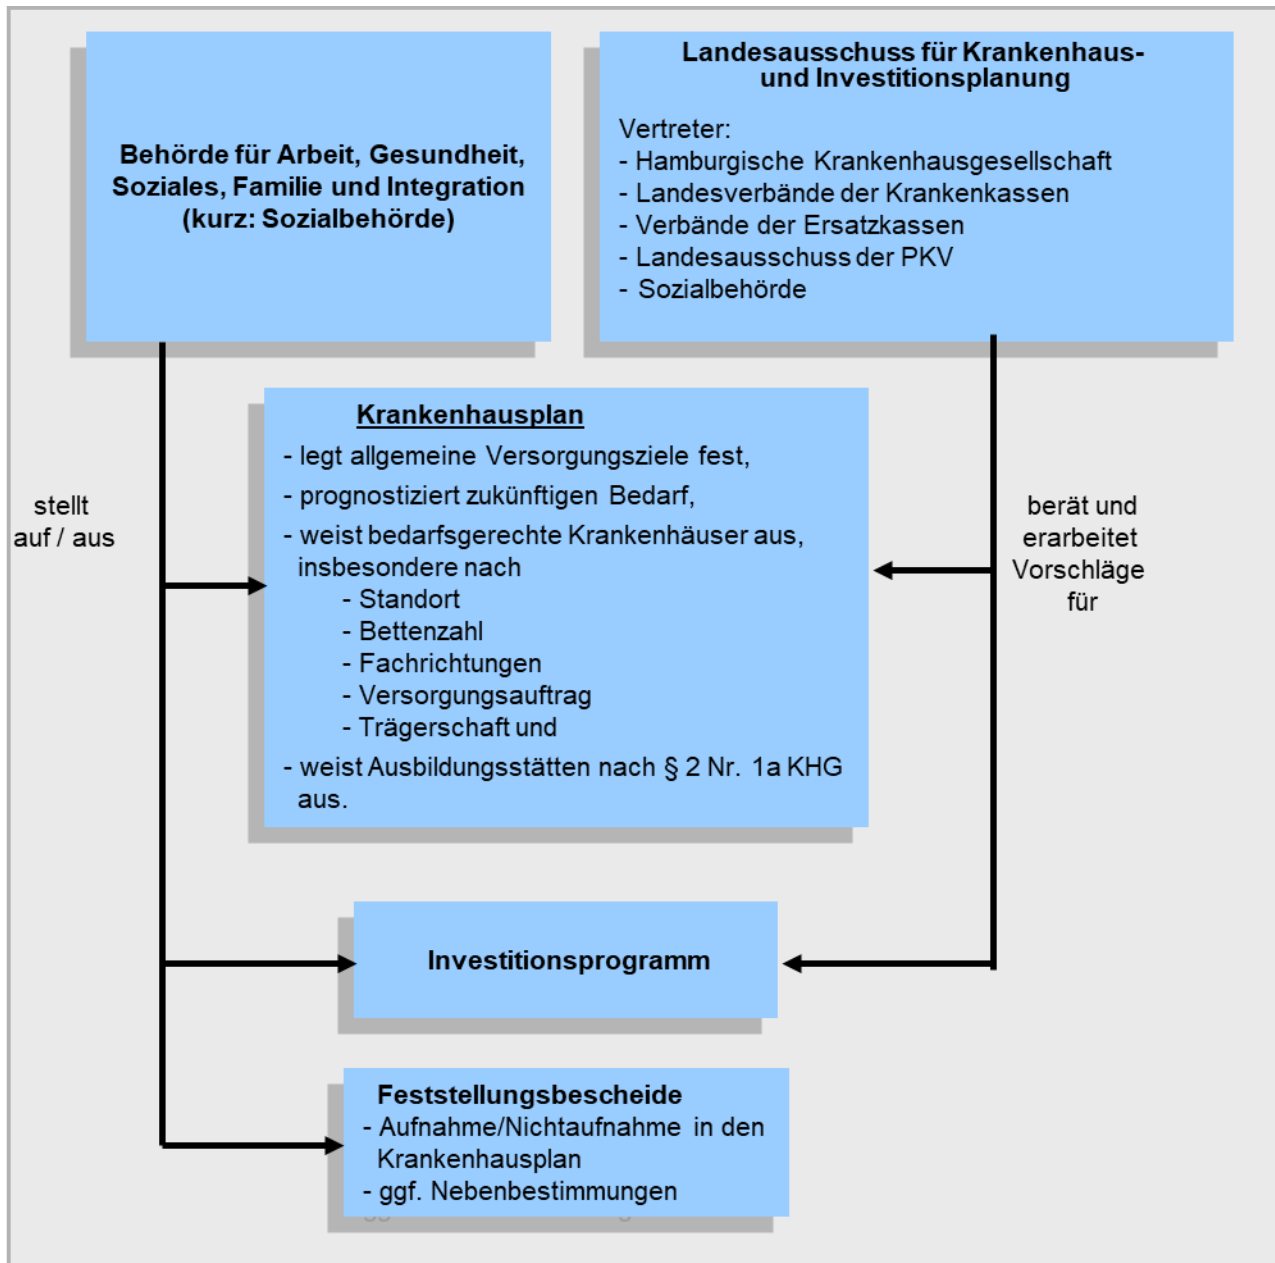 Behörde für Arbeit, Gesundheit,
Soziales, Familie und Integration
(kurz: Sozialbehörde)
Landesausschuss für Krankenhaus-
und Investitionsplanung
Vertreter:
- Hamburgische Krankenhausgesellschaft
- Landesverbände der Krankenkassen
- Verbände der Ersatzkassen
- Landesausschuss der PKV
- Sozialbehörde
stellt
auf / aus
Krankenhausplan
- legt allgemeine Versorgungsziele fest,
- prognostiziert zukünftigen Bedarf,
- weist bedarfsgerechte Krankenhäuser aus,
insbesondere nach
- Standort
- Bettenzahl
- Fachrichtungen
- Versorgungsauftrag
- Trägerschaft und
- weist Ausbildungsstätten nach § 2 Nr. 1a KHG
aus.
berät und
erarbeitet
Vorschläge
für
Investitionsprogramm
Feststellungsbescheide
- Aufnahme/Nichtaufnahme in den
Krankenhausplan
- ggf. Nebenbestimmungen